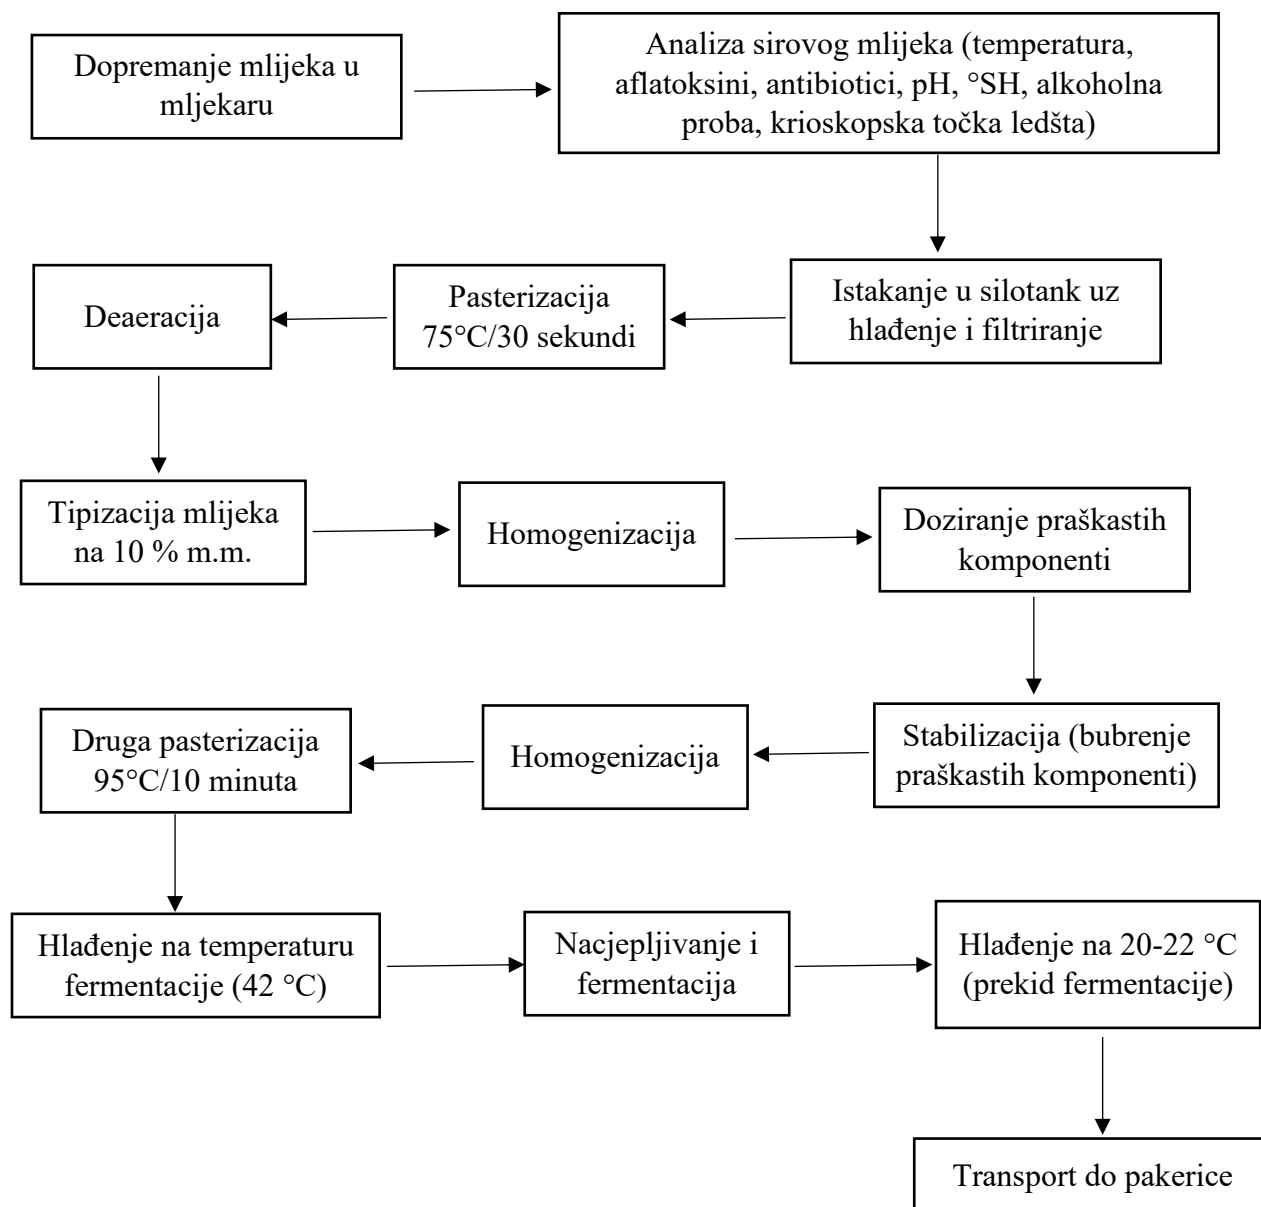 Dopremanje mlijeka u
mljekaru
Analiza sirovog mlijeka (temperatura,
aflatoksini, antibiotici, pH, °SH, alkoholna
proba, krioskopska točka ledšta)
Istakanje u silotank uz
hlađenje i filtriranje
Pasterizacija
75°C/30 sekundi
Deaeracija
Tipizacija mlijeka
na 10 % m.m.
Homogenizacija
Doziranje praškastih
komponenti
Stabilizacija (bubrenje
praškastih komponenti)
Homogenizacija
Druga pasterizacija
95°C/10 minuta
Hlađenje na temperaturu
fermentacije (42 °C)
Nacjepljivanje i
fermentacija
Hlađenje na 20-22 °C
(prekid fermentacije)
Transport do pakerice